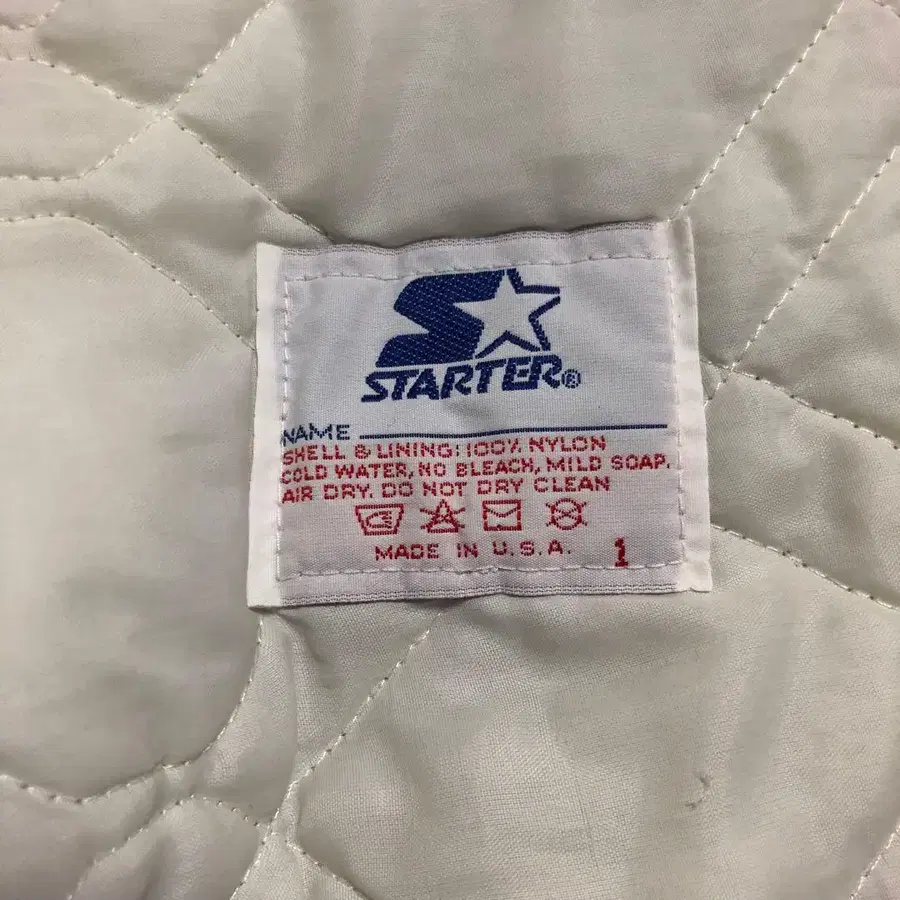 STARTER®
NAME
SHELL & LINING: 100% NYLON
COLD WATER, NO BLEACH, MILD SOAP.
AIR DRY. DO NOT DRY CLEAN
MADE IN U.S.A. 1